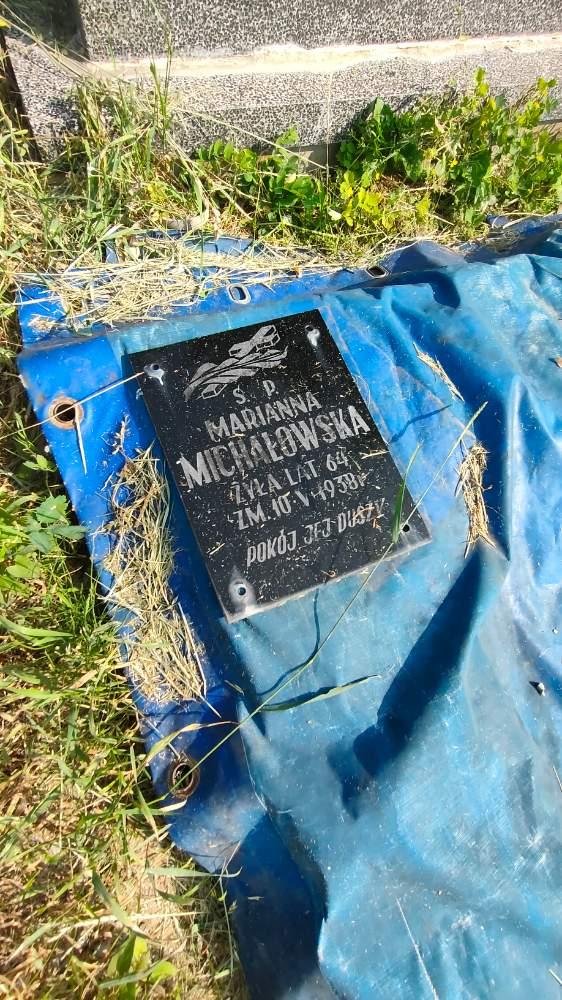 Ś. P.
MARIANNA
MICHAŁOWSKA
ŻYŁA LAT 64
ZM. 10 V 1938 r.
POKÓJ JEJ DUSZY